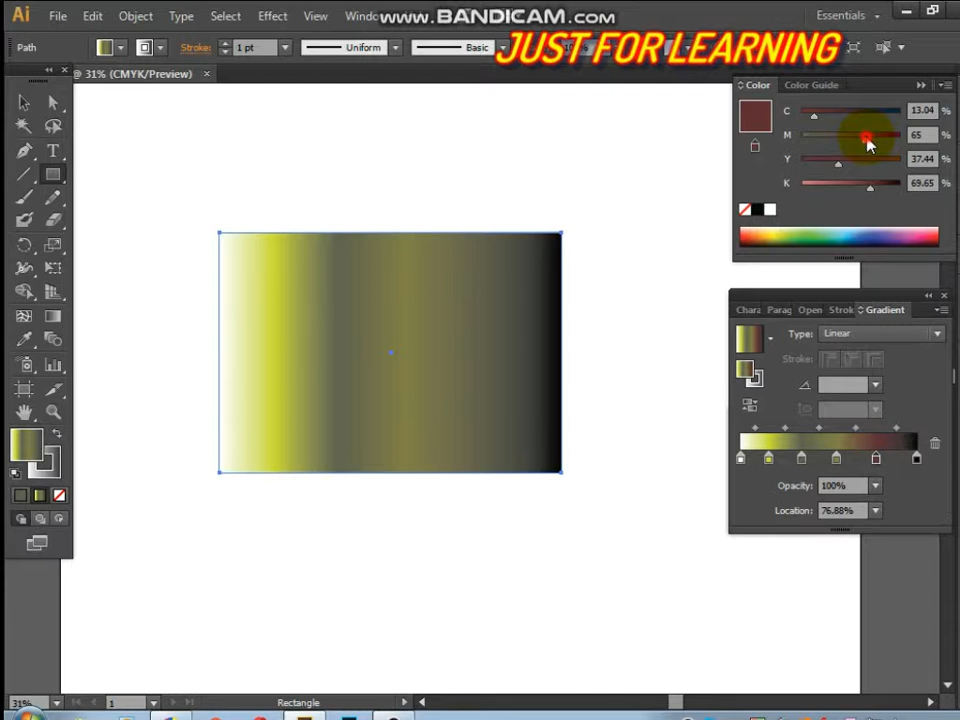 Ai File Edit Object Type Select Effect View Windo Essentials
www.BANDICAM.com
Path Stroke: 1 pt Uniform Basic
JUST FOR LEARNING
@ 31% (CMYK/Preview) ×
Color Color Guide
C 13.04 %
M 65 %
Y 37.44 %
K 69.65 %
Chara Parag Open Strok Gradient
Type: Linear
Stroke:
Opacity: 100%
Location: 76.88%
31% 1 Rectangle